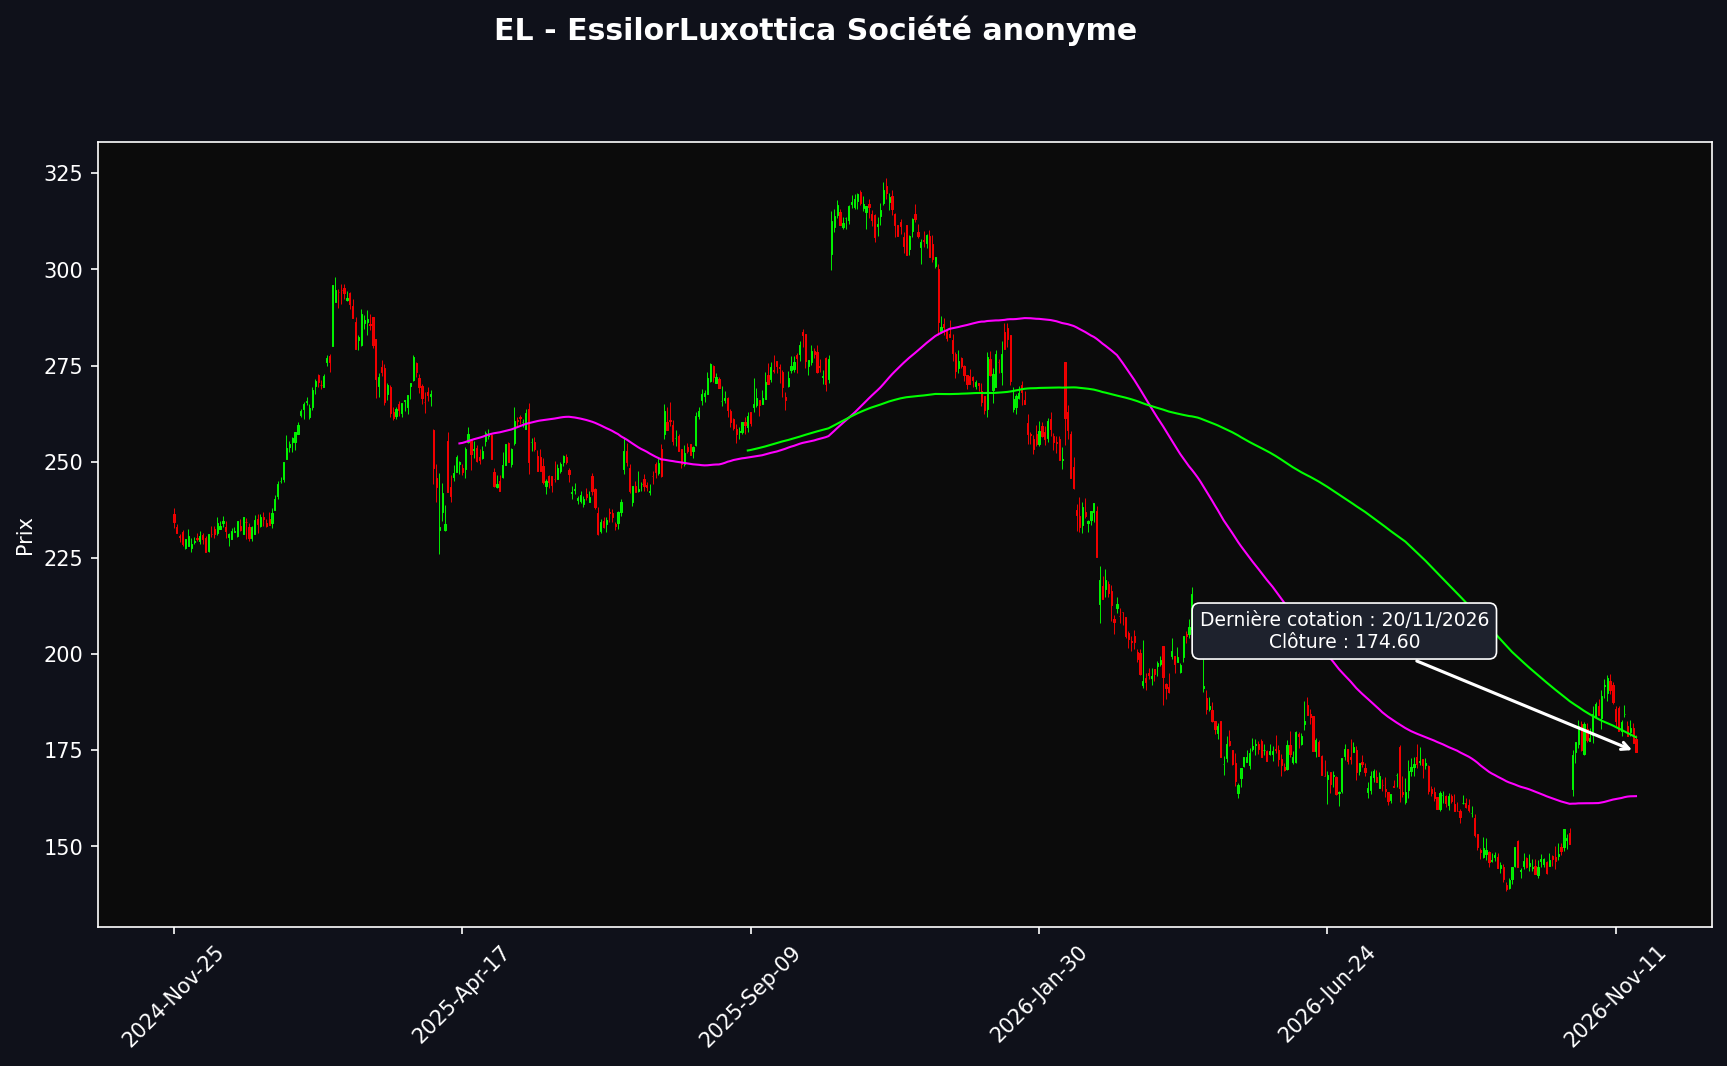 EL - EssilorLuxottica Société anonyme
325
300
275
250
225
200
175
150
Prix
Dernière cotation : 20/11/2026
Clôture : 174.60
2024-Nov-25
2025-Apr-17
2025-Sep-09
2026-Jan-30
2026-Jun-24
2026-Nov-11